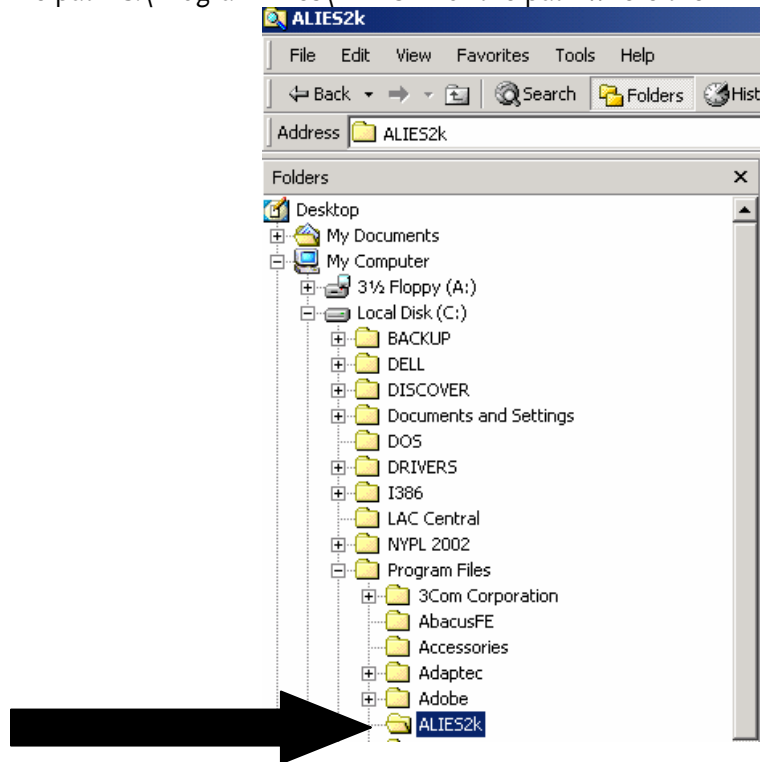 ALIES2k
File Edit View Favorites Tools Help
Back Search Folders Hist
Address ALIES2k
Folders x
Desktop
My Documents
My Computer
3½ Floppy (A:)
Local Disk (C:)
BACKUP
DELL
DISCOVER
Documents and Settings
DOS
DRIVERS
I386
LAC Central
NYPL 2002
Program Files
3Com Corporation
AbacusFE
Accessories
Adaptec
Adobe
ALIES2k